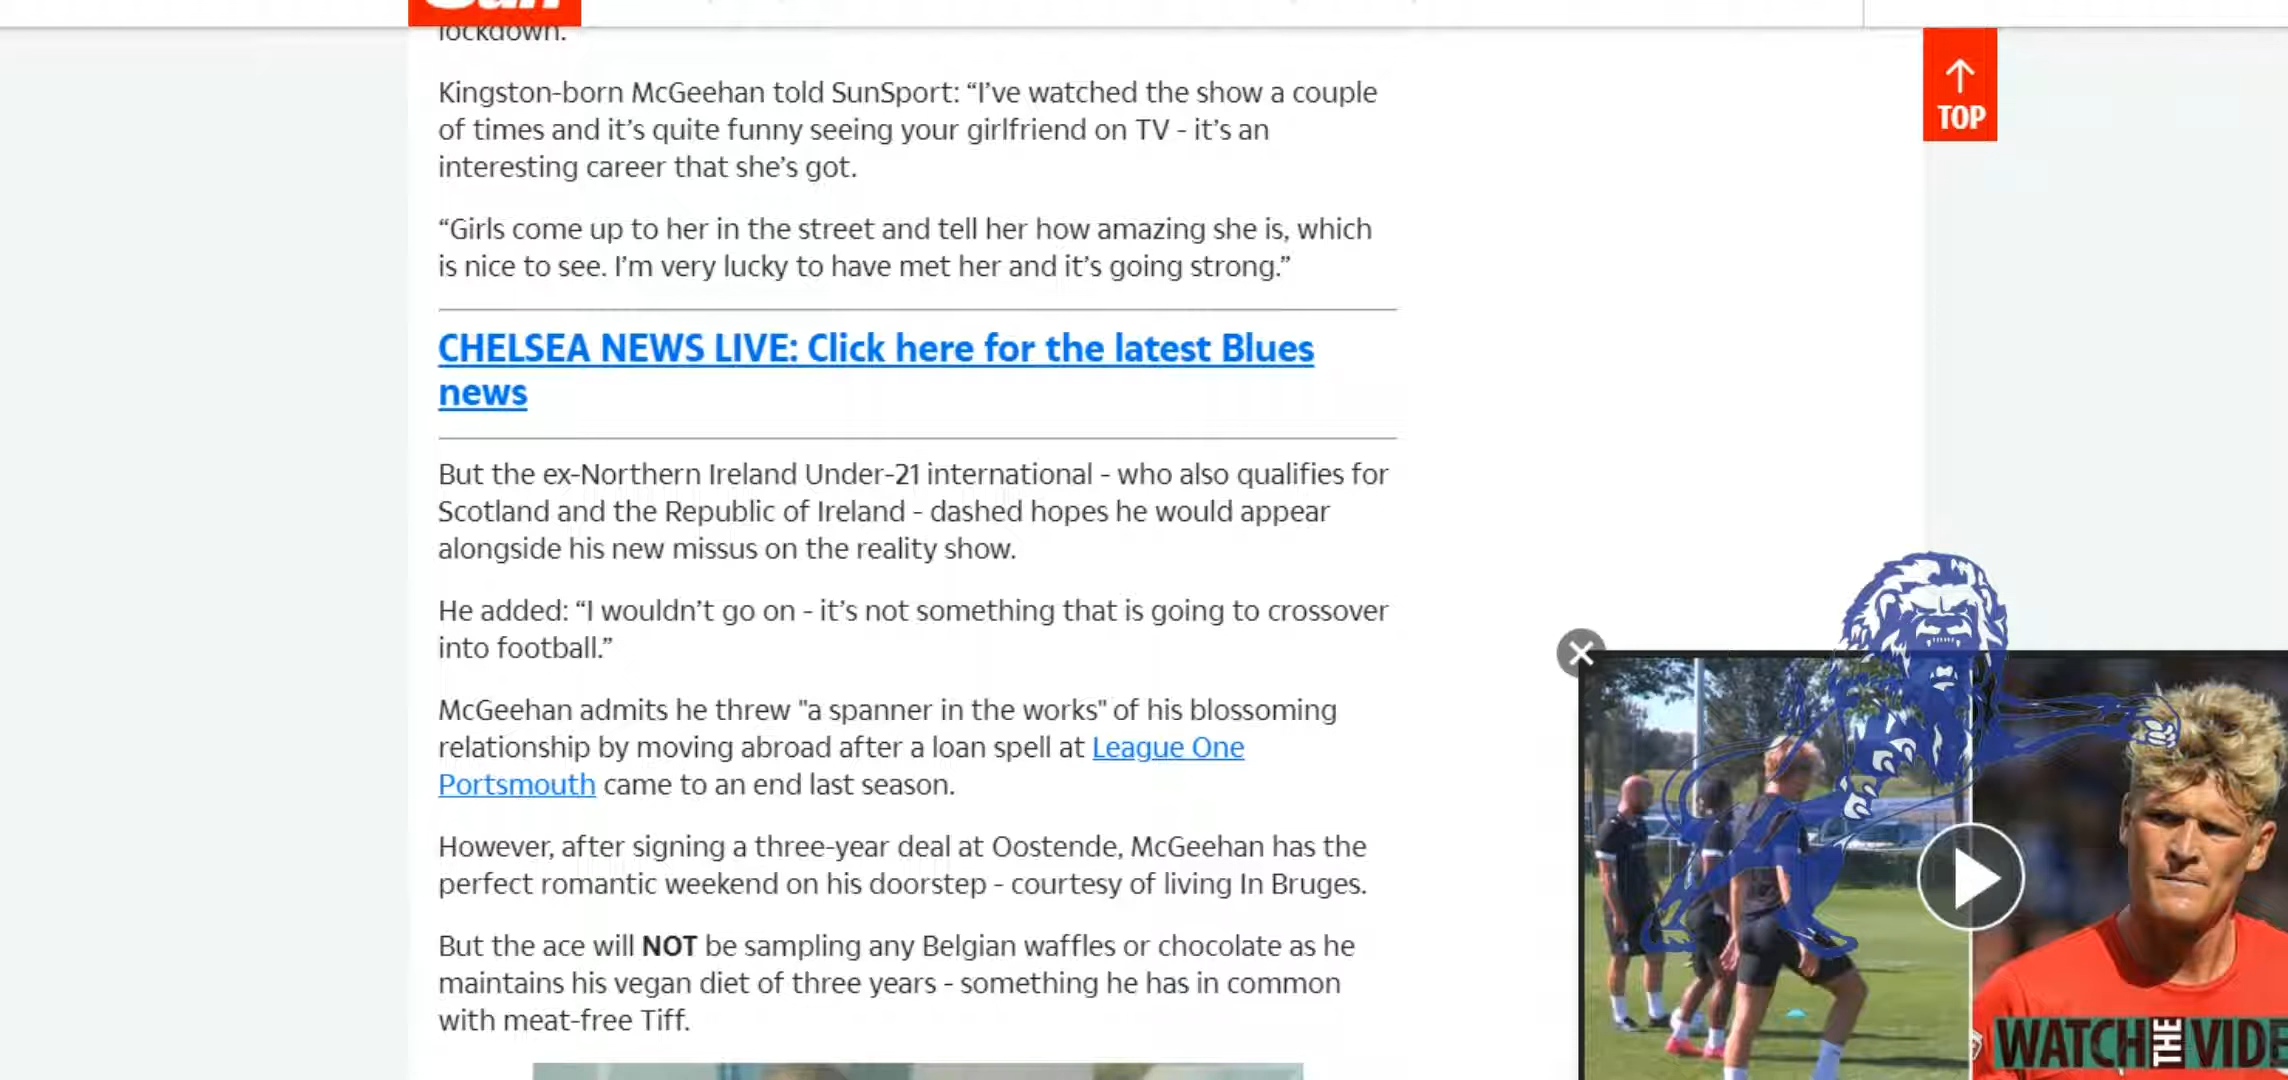 Sun
lockdown.
TOP
Kingston-born McGeehan told SunSport: “I’ve watched the show a couple
of times and it’s quite funny seeing your girlfriend on TV - it’s an
interesting career that she’s got.
“Girls come up to her in the street and tell her how amazing she is, which
is nice to see. I’m very lucky to have met her and it’s going strong.”
CHELSEA NEWS LIVE: Click here for the latest Blues
news
But the ex-Northern Ireland Under-21 international - who also qualifies for
Scotland and the Republic of Ireland - dashed hopes he would appear
alongside his new missus on the reality show.
He added: “I wouldn’t go on - it’s not something that is going to crossover
into football.”
McGeehan admits he threw "a spanner in the works" of his blossoming
relationship by moving abroad after a loan spell at League One
Portsmouth came to an end last season.
However, after signing a three-year deal at Oostende, McGeehan has the
perfect romantic weekend on his doorstep - courtesy of living In Bruges.
But the ace will NOT be sampling any Belgian waffles or chocolate as he
maintains his vegan diet of three years - something he has in common
with meat-free Tiff.
WATCH THE VIDE